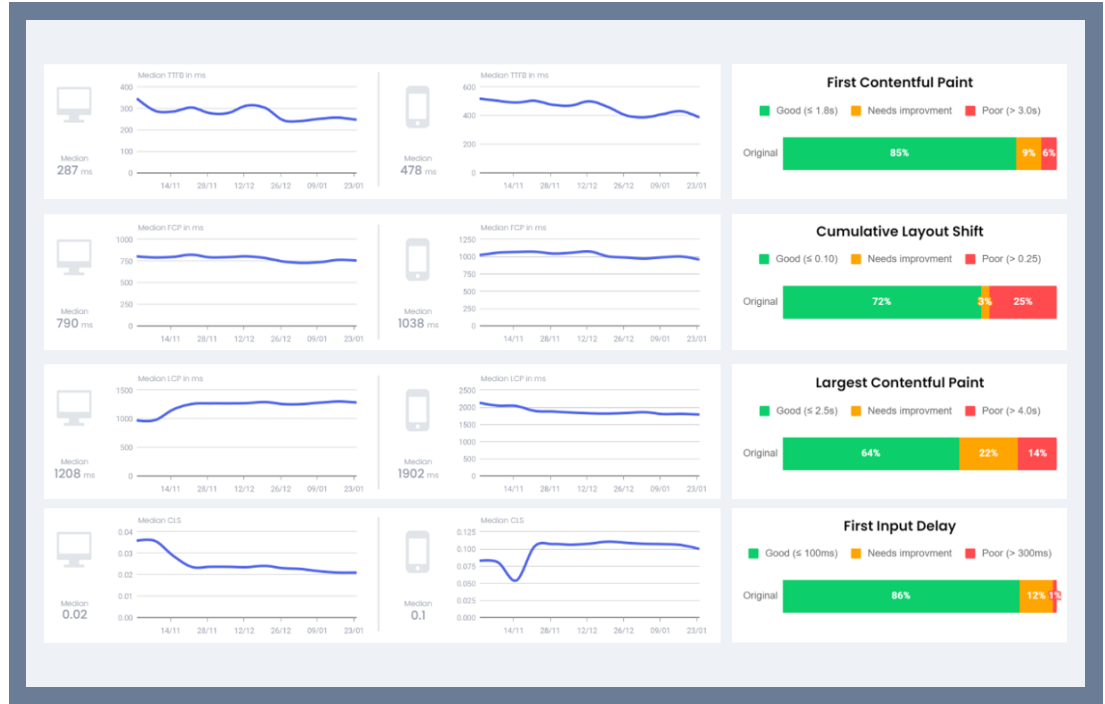 Median TTFB in ms
400
300
200
100
0
14/11 28/11 12/12 26/12 09/01 23/01
Median
287 ms
Median TTFB in ms
600
400
200
0
14/11 28/11 12/12 26/12 09/01 23/01
Median
478 ms
First Contentful Paint
Good (≤ 1.8s) Needs improvment Poor (> 3.0s)
Original 85% 9% 6%
Median FCP in ms
1000
750
500
250
0
14/11 28/11 12/12 26/12 09/01 23/01
Median
790 ms
Median FCP in ms
1250
1000
750
500
250
0
14/11 28/11 12/12 26/12 09/01 23/01
Median
1038 ms
Cumulative Layout Shift
Good (≤ 0.10) Needs improvment Poor (> 0.25)
Original 72% 3% 25%
Median LCP in ms
1500
1000
500
0
14/11 28/11 12/12 26/12 09/01 23/01
Median
1208 ms
Median LCP in ms
2500
2000
1500
1000
500
0
14/11 28/11 12/12 26/12 09/01 23/01
Median
1902 ms
Largest Contentful Paint
Good (≤ 2.5s) Needs improvment Poor (> 4.0s)
Original 64% 22% 14%
Median CLS
0.04
0.03
0.02
0.01
0.00
14/11 28/11 12/12 26/12 09/01 23/01
Median
0.02
Median CLS
0.125
0.100
0.075
0.050
0.025
0.000
14/11 28/11 12/12 26/12 09/01 23/01
Median
0.1
First Input Delay
Good (≤ 100ms) Needs improvment Poor (> 300ms)
Original 86% 12% 1%